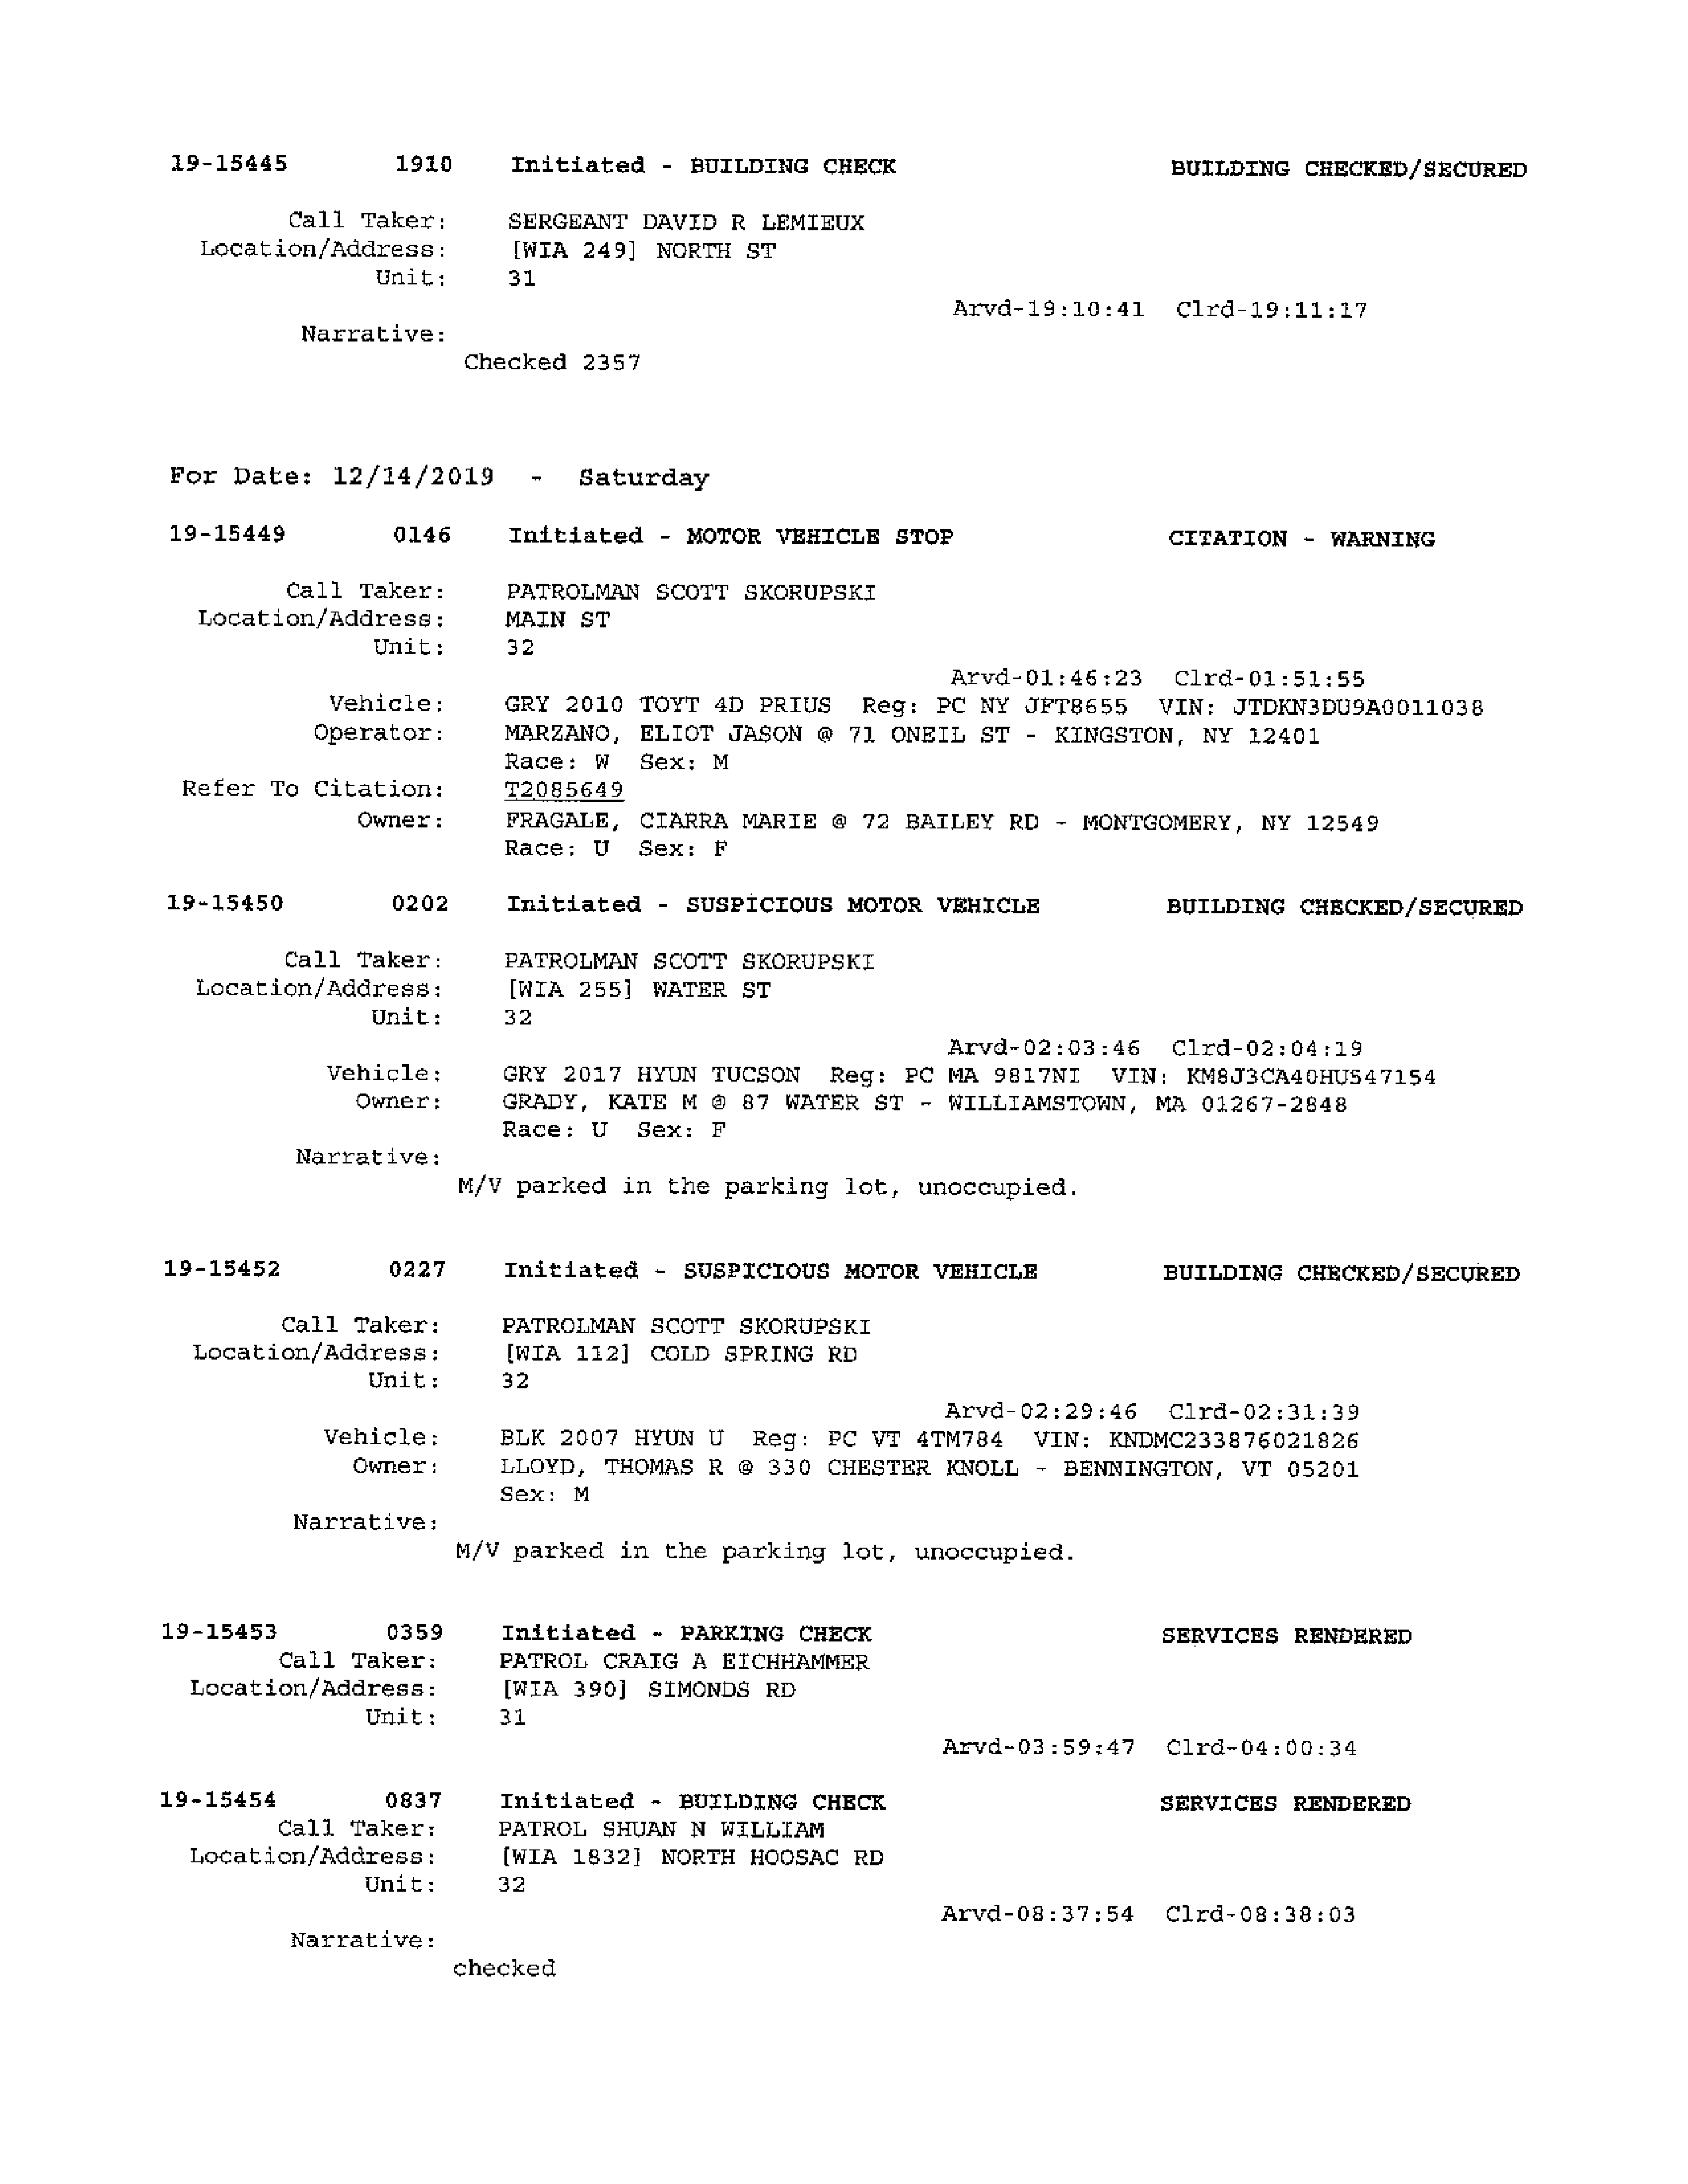 19-15445 1910 Initiated - BUILDING CHECK BUILDING CHECKED/SECURED
Call Taker: SERGEANT DAVID R LEMIEUX
Location/Address: [WIA 249] NORTH ST
Unit: 31
Arvd-19:10:41 Clrd-19:11:17
Narrative:
Checked 2357
For Date: 12/14/2019 - Saturday
19-15449 0146 Initiated - MOTOR VEHICLE STOP CITATION - WARNING
Call Taker: PATROLMAN SCOTT SKORUPSKI
Location/Address: MAIN ST
Unit: 32
Arvd-01:46:23 Clrd-01:51:55
Vehicle: GRY 2010 TOYT 4D PRIUS Reg: PC NY JFT8655 VIN: JTDKN3DU9A0011038
Operator: MARZANO, ELIOT JASON @ 71 ONEIL ST - KINGSTON, NY 12401
Race: W Sex: M
Refer To Citation: T2085649
Owner: FRAGALE, CIARRA MARIE @ 72 BAILEY RD - MONTGOMERY, NY 12549
Race: U Sex: F
19-15450 0202 Initiated - SUSPICIOUS MOTOR VEHICLE BUILDING CHECKED/SECURED
Call Taker: PATROLMAN SCOTT SKORUPSKI
Location/Address: [WIA 255] WATER ST
Unit: 32
Arvd-02:03:46 Clrd-02:04:19
Vehicle: GRY 2017 HYUN TUCSON Reg: PC MA 9817NI VIN: KM8J3CA40HU547154
Owner: GRADY, KATE M @ 87 WATER ST - WILLIAMSTOWN, MA 01267-2848
Race: U Sex: F
Narrative:
M/V parked in the parking lot, unoccupied.
19-15452 0227 Initiated - SUSPICIOUS MOTOR VEHICLE BUILDING CHECKED/SECURED
Call Taker: PATROLMAN SCOTT SKORUPSKI
Location/Address: [WIA 112] COLD SPRING RD
Unit: 32
Arvd-02:29:46 Clrd-02:31:39
Vehicle: BLK 2007 HYUN U Reg: PC VT 4TM784 VIN: KNDMC233876021826
Owner: LLOYD, THOMAS R @ 330 CHESTER KNOLL - BENNINGTON, VT 05201
Sex: M
Narrative:
M/V parked in the parking lot, unoccupied.
19-15453 0359 Initiated - PARKING CHECK SERVICES RENDERED
Call Taker: PATROL CRAIG A EICHHAMMER
Location/Address: [WIA 390] SIMONDS RD
Unit: 31
Arvd-03:59:47 Clrd-04:00:34
19-15454 0837 Initiated - BUILDING CHECK SERVICES RENDERED
Call Taker: PATROL SHUAN N WILLIAM
Location/Address: [WIA 1832] NORTH HOOSAC RD
Unit: 32
Arvd-08:37:54 Clrd-08:38:03
Narrative:
checked